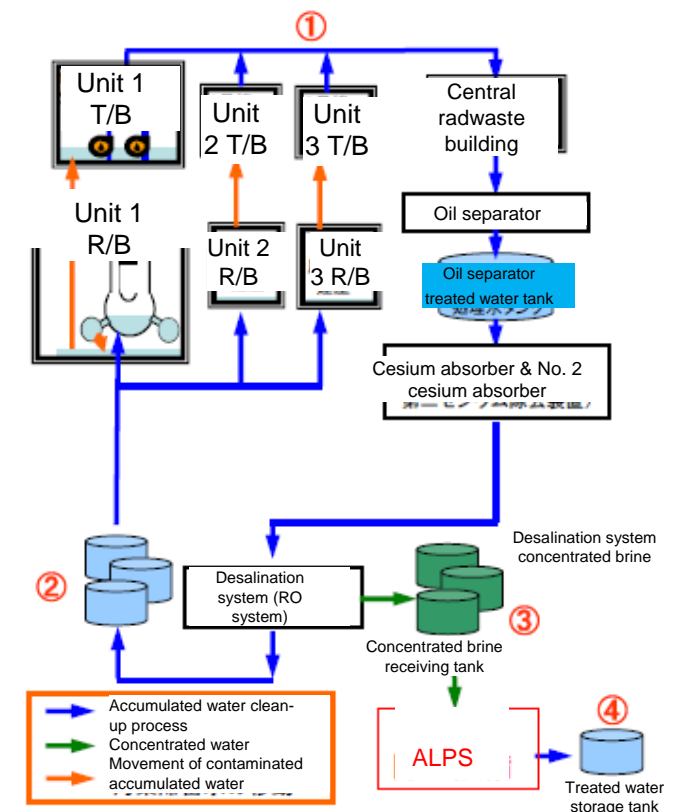 ①
Unit 1
T/B
Unit
2 T/B
Unit
3 T/B
Central
radwaste
building
Unit 1
R/B
Unit 2
R/B
Unit
3 R/B
Oil separator
Oil separator
treated water tank
Cesium absorber & No. 2
cesium absorber
②
Desalination
system (RO
system)
Desalination system
concentrated brine
③
Concentrated brine
receiving tank
Accumulated water clean-
up process
Concentrated water
Movement of contaminated
accumulated water
ALPS
④
Treated water
storage tank